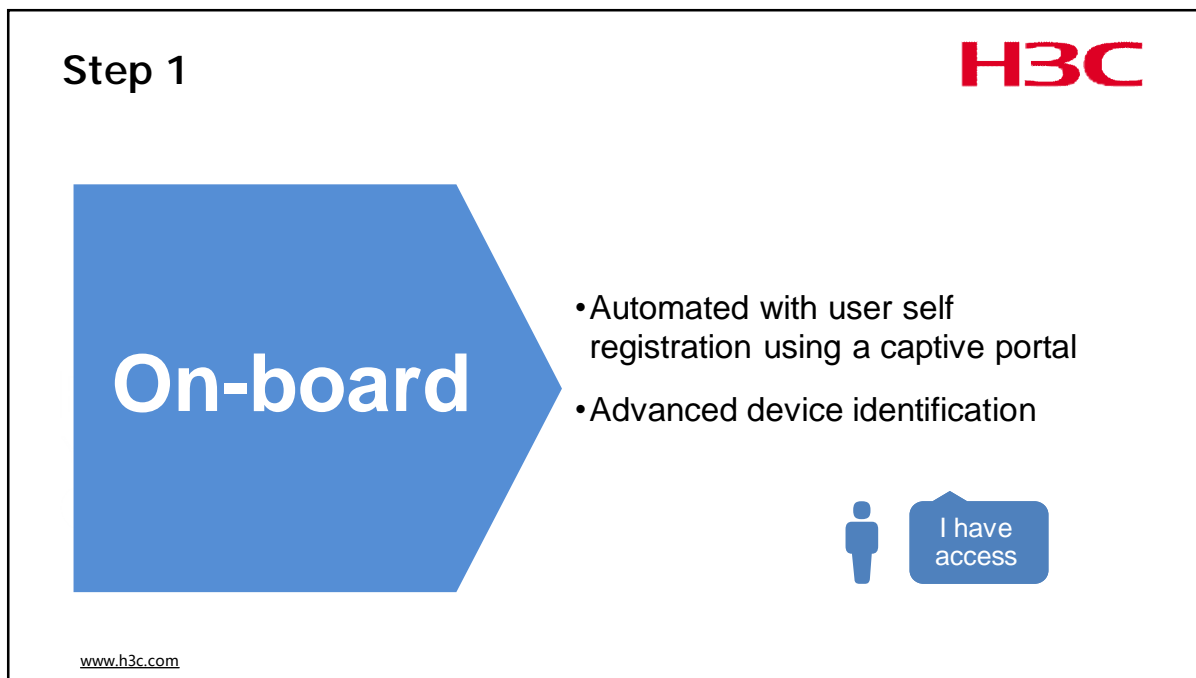 Step 1
H3C
On-board
•Automated with user self
registration using a captive portal
•Advanced device identification
I have
access
www.h3c.com